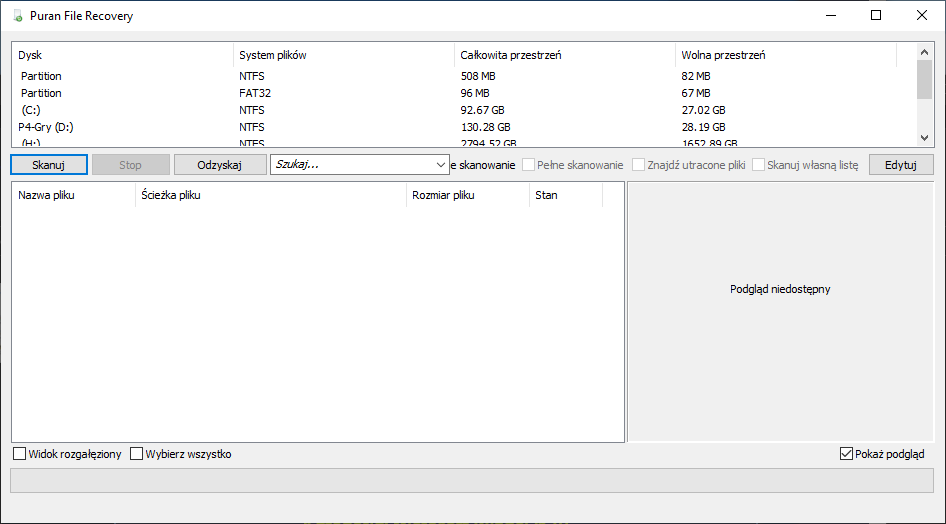 Puran File Recovery
Dysk System plików Całkowita przestrzeń Wolna przestrzeń
Partition NTFS 508 MB 82 MB
Partition FAT32 96 MB 67 MB
(C:) NTFS 92.67 GB 27.02 GB
P4-Gry (D:) NTFS 130.28 GB 28.19 GB
(H:) NTFS 2794.52 GB 1652.89 GB
Skanuj Stop Odzyskaj Szukaj... e skanowanie Pełne skanowanie Znajdź utracone pliki Skanuj własną listę Edytuj
Nazwa pliku Ścieżka pliku Rozmiar pliku Stan
Podgląd niedostępny
Widok rozgałęziony Wybierz wszystko Pokaż podgląd